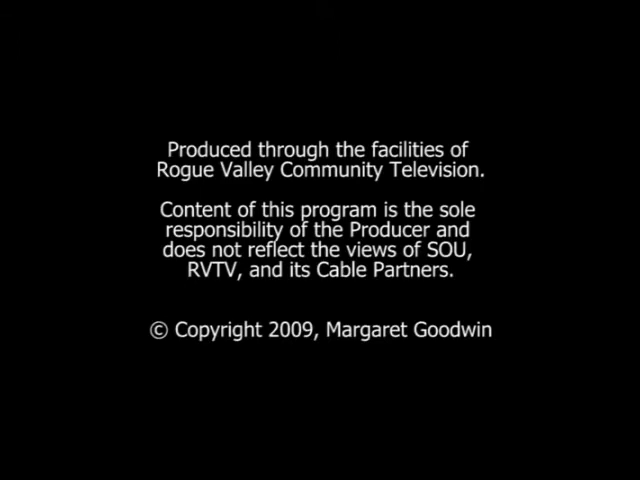 Produced through the facilities of
Rogue Valley Community Television.
Content of this program is the sole
responsibility of the Producer and
does not reflect the views of SOU,
RVTV, and its Cable Partners.
© Copyright 2009, Margaret Goodwin